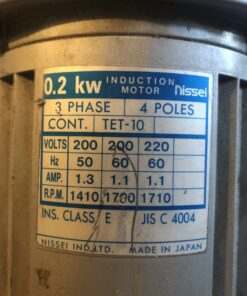 0.2 kw INDUCTION MOTOR Nissei
3 PHASE 4 POLES
CONT. TET-10
VOLTS 200 200 220
Hz 50 60 60
AMP. 1.3 1.1 1.1
R.P.M. 1410 1700 1710
INS. CLASS E JIS C 4004
NISSEI IND. LTD. MADE IN JAPAN